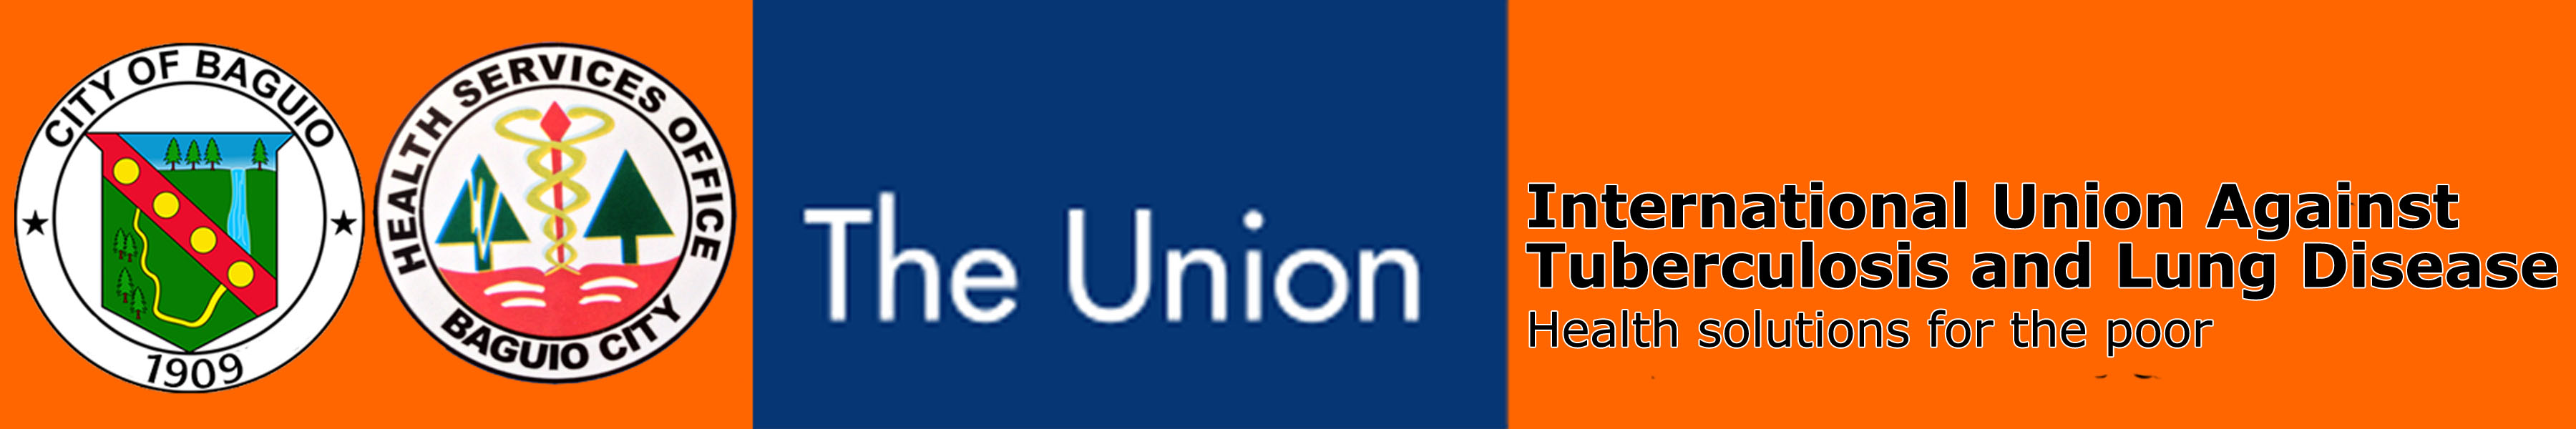 CITY OF BAGUIO
1909
HEALTH SERVICES OFFICE
BAGUIO CITY
The Union
International Union Against
Tuberculosis and Lung Disease
Health solutions for the poor